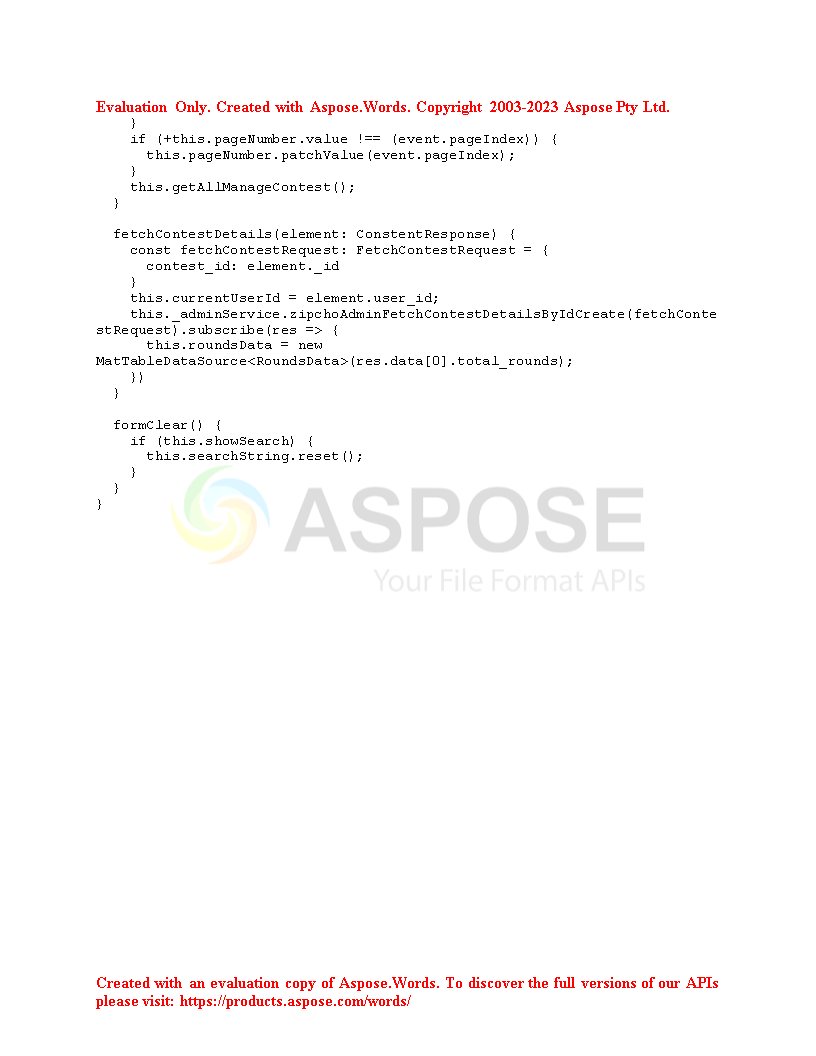 Evaluation Only. Created with Aspose.Words. Copyright 2003-2023 Aspose Pty Ltd.
    }
    if (+this.pageNumber.value !== (event.pageIndex)) {
      this.pageNumber.patchValue(event.pageIndex);
    }
    this.getAllManageContest();
  }

  fetchContestDetails(element: ConstentResponse) {
    const fetchContestRequest: FetchContestRequest = {
      contest_id: element._id
    }
    this.currentUserId = element.user_id;
    this._adminService.zipchoAdminFetchContestDetailsByIdCreate(fetchConte
stRequest).subscribe(res => {
      this.roundsData = new
MatTableDataSource<RoundsData>(res.data[0].total_rounds);
    })
  }

  formClear() {
    if (this.showSearch) {
      this.searchString.reset();
    }
  }
}
ASPOSE
Your File Format APIs
Created with an evaluation copy of Aspose.Words. To discover the full versions of our APIs
please visit: https://products.aspose.com/words/